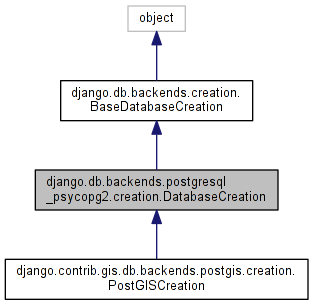 object
django.db.backends.creation.
BaseDatabaseCreation
django.db.backends.postgresql
_psycopg2.creation.DatabaseCreation
django.contrib.gis.db.backends.postgis.creation.
PostGISCreation